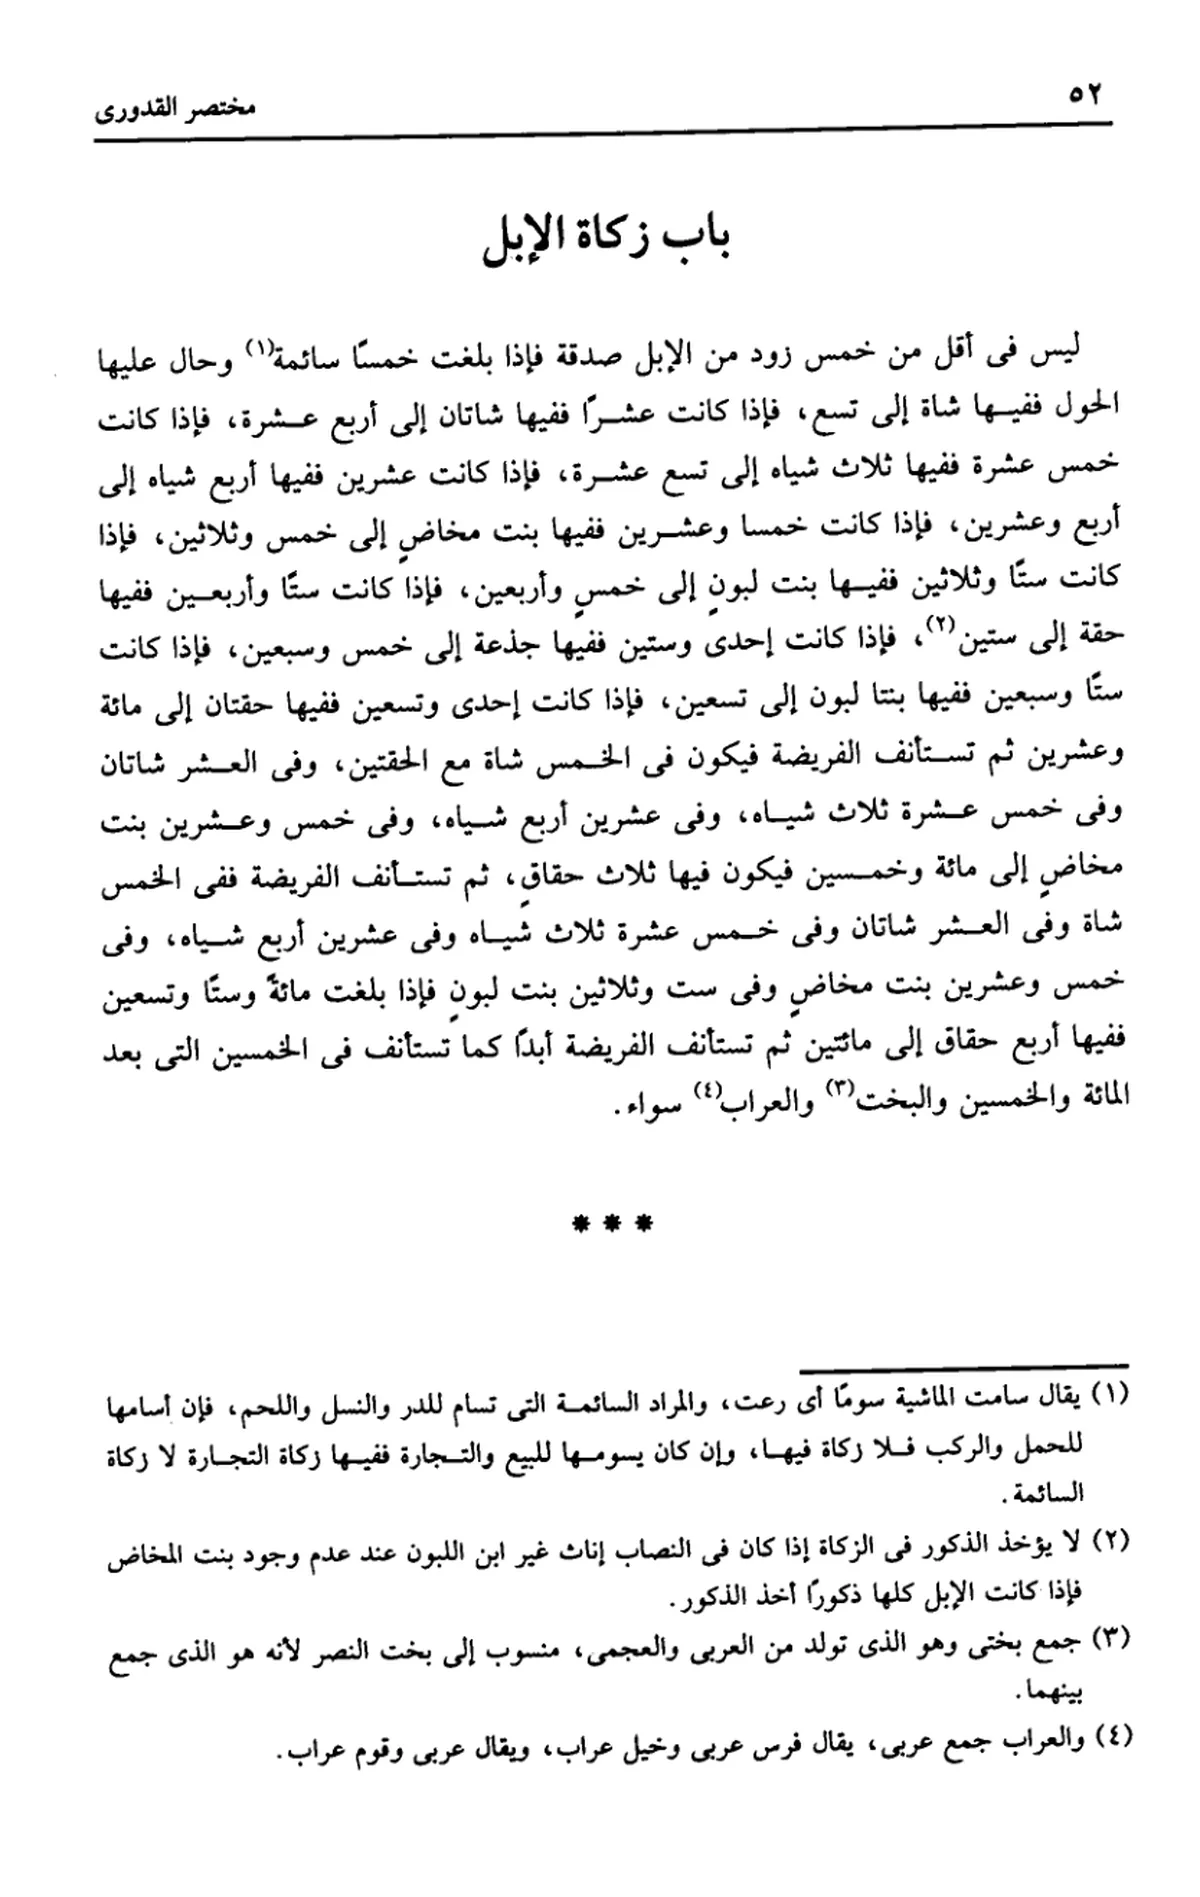 ٥٢
مختصر القدورى
باب زكاة الإبل
ليس فى أقل من خمس زود من الإبل صدقة فإذا بلغت خمسًا سائمة(١) وحال عليها
الحول ففيها شاة إلى تسع، فإذا كانت عشرًا ففيها شاتان إلى أربع عشرة، فإذا كانت
خمس عشرة ففيها ثلاث شياه إلى تسع عشرة، فإذا كانت عشرين ففيها أربع شياه إلى
أربع وعشرين، فإذا كانت خمسا وعشرين ففيها بنت مخاضٍ إلى خمس وثلاثين، فإذا
كانت ستًا وثلاثين ففيها بنت لبونٍ إلى خمسٍ وأربعين، فإذا كانت ستًا وأربعين ففيها
حقة إلى ستين(٢)، فإذا كانت إحدى وستين ففيها جذعة إلى خمس وسبعين، فإذا كانت
ستًا وسبعين ففيها بنتا لبون إلى تسعين، فإذا كانت إحدى وتسعين ففيها حقتان إلى مائة
وعشرين ثم تستأنف الفريضة فيكون فى الخمس شاة مع الحقتين، وفى العشر شاتان
وفى خمس عشرة ثلاث شياه، وفى عشرين أربع شياه، وفى خمس وعشرين بنت
مخاضٍ إلى مائة وخمسين فيكون فيها ثلاث حقاقٍ، ثم تستأنف الفريضة ففى الخمس
شاة وفى العشر شاتان وفى خمس عشرة ثلاث شياه وفى عشرين أربع شياه، وفى
خمس وعشرين بنت مخاضٍ وفى ست وثلاثين بنت لبونٍ فإذا بلغت مائةً وستًا وتسعين
ففيها أربع حقاق إلى مائتين ثم تستأنف الفريضة أبدًا كما تستأنف فى الخمسين التى بعد
المائة والخمسين والبخت(٣) والعراب(٤) سواء.
* * *
(١) يقال سامت الماشية سومًا أى رعت، والمراد السائمة التى تسام للدر والنسل واللحم، فإن أسامها
للحمل والركب فلا زكاة فيها، وإن كان يسومها للبيع والتجارة ففيها زكاة التجارة لا زكاة
السائمة.
(٢) لا يؤخذ الذكور فى الزكاة إذا كان فى النصاب إناث غير ابن اللبون عند عدم وجود بنت المخاض
فإذا كانت الإبل كلها ذكورًا أخذ الذكور.
(٣) جمع بختى وهو الذى تولد من العربى والعجمى، منسوب إلى بخت النصر لأنه هو الذى جمع
بينهما.
(٤) والعراب جمع عربى، يقال فرس عربى وخيل عراب، ويقال عربى وقوم عراب.